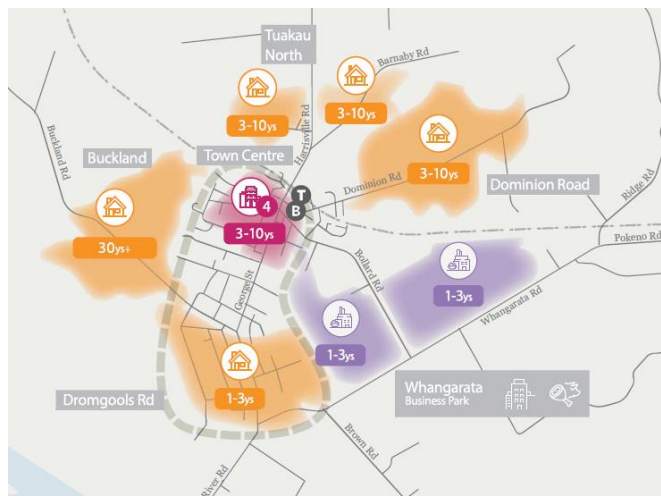 Tuakau
North
Barnaby Rd
3-10ys
3-10ys
Harrisville Rd
Buckland Rd
Buckland
Town Centre
3-10ys
Dominion Rd
Dominion Road
T
B
4
3-10ys
Ridge Rd
Pokeno Rd
30ys+
George St
Bollard Rd
1-3ys
Whangarata Rd
1-3ys
1-3ys
Dromgools Rd
Whangarata
Business Park
Brown Rd
River Rd